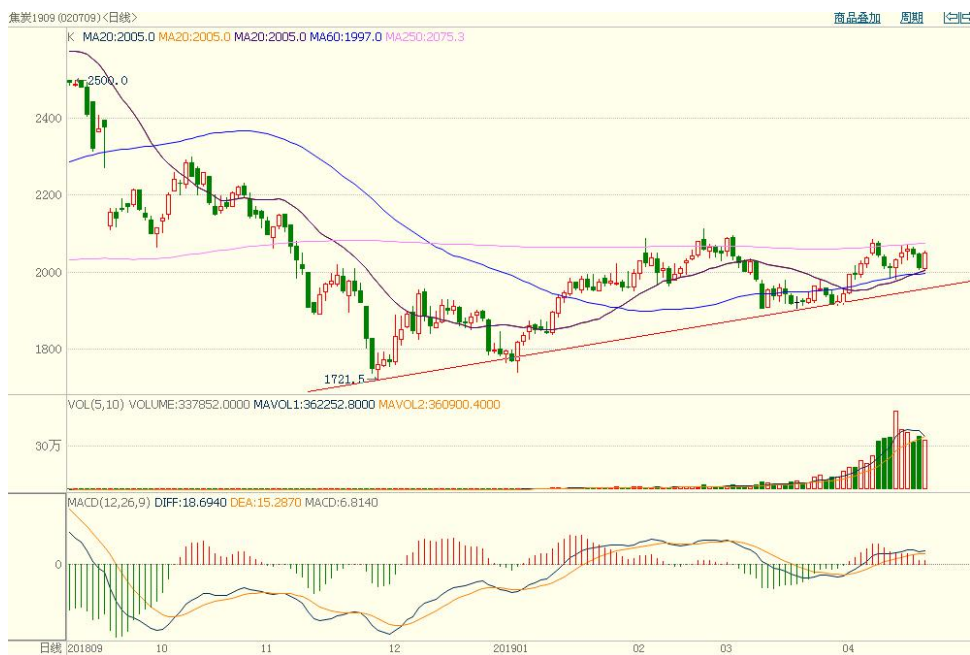 焦炭1909(020709)<日线>
商品叠加 周期
K MA20:2005.0 MA20:2005.0 MA20:2005.0 MA60:1997.0 MA250:2075.3
2500.0
2400
2200
2000
1800
1721.5
VOL(5,10) VOLUME:337852.0000 MAVOL1:362252.8000 MAVOL2:360900.4000
30万
MACD(12,26,9) DIFF:18.6940 DEA:15.2870 MACD:6.8140
0
日线 201809 10 11 12 201901 02 03 04